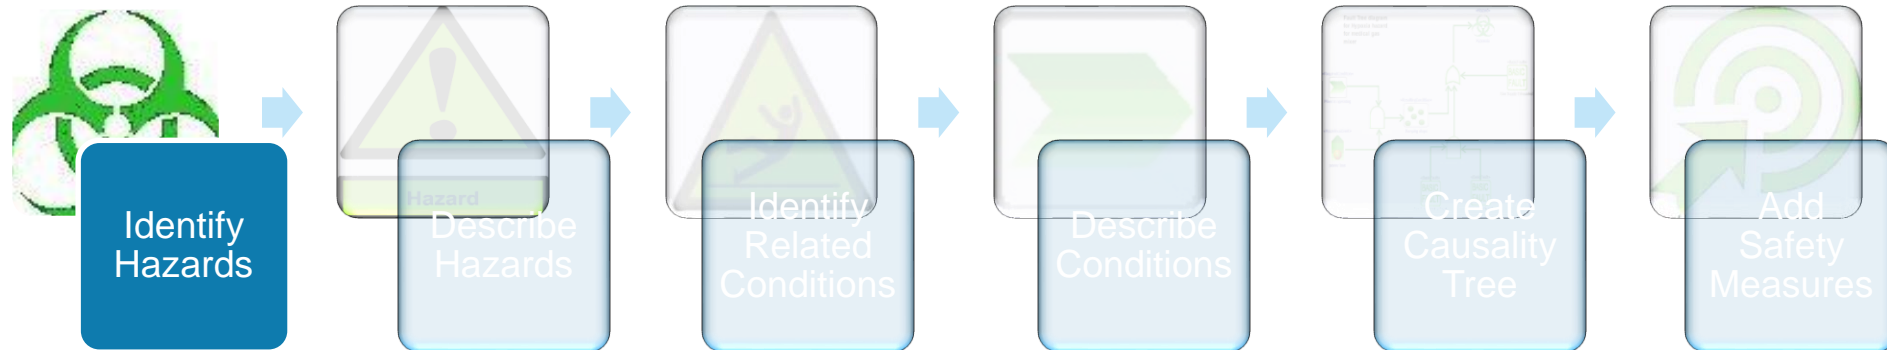 Identify
Hazards
Hazard
Describe
Hazards
Identify
Related
Conditions
Describe
Conditions
Create
Causality
Tree
Add
Safety
Measures